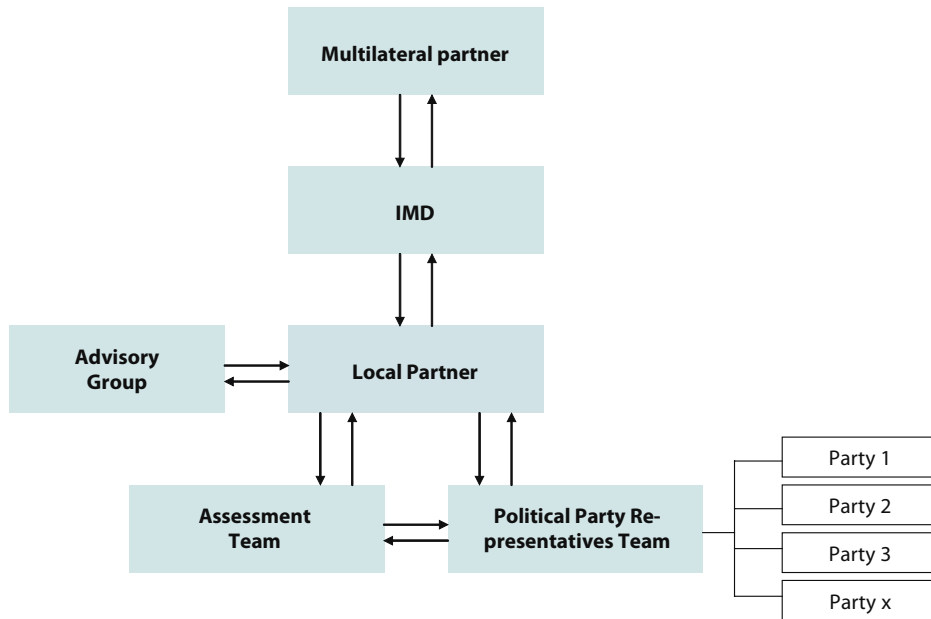 Multilateral partner
IMD
Advisory
Group
Local Partner
Assessment
Team
Political Party Re-
presentatives Team
Party 1
Party 2
Party 3
Party x